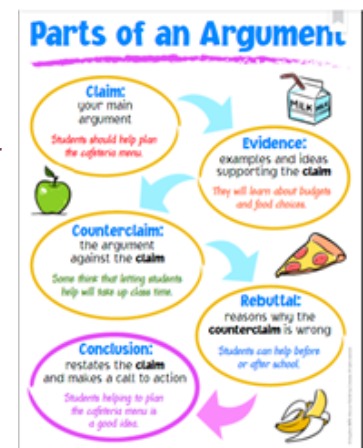 Parts of an Argument
Claim:
your main
argument
Students should help plan
the cafeteria menu.
MILK
Evidence:
examples and ideas
supporting the claim
They will learn about budgets
and food choices.
Counterclaim:
the argument
against the claim
Some think that letting students
help will take up class time.
Rebuttal:
reasons why the
counterclaim is wrong
Students can help before
or after school.
Conclusion:
restates the claim
and makes a call to action
Students helping to plan
the cafeteria menu is
a good idea.